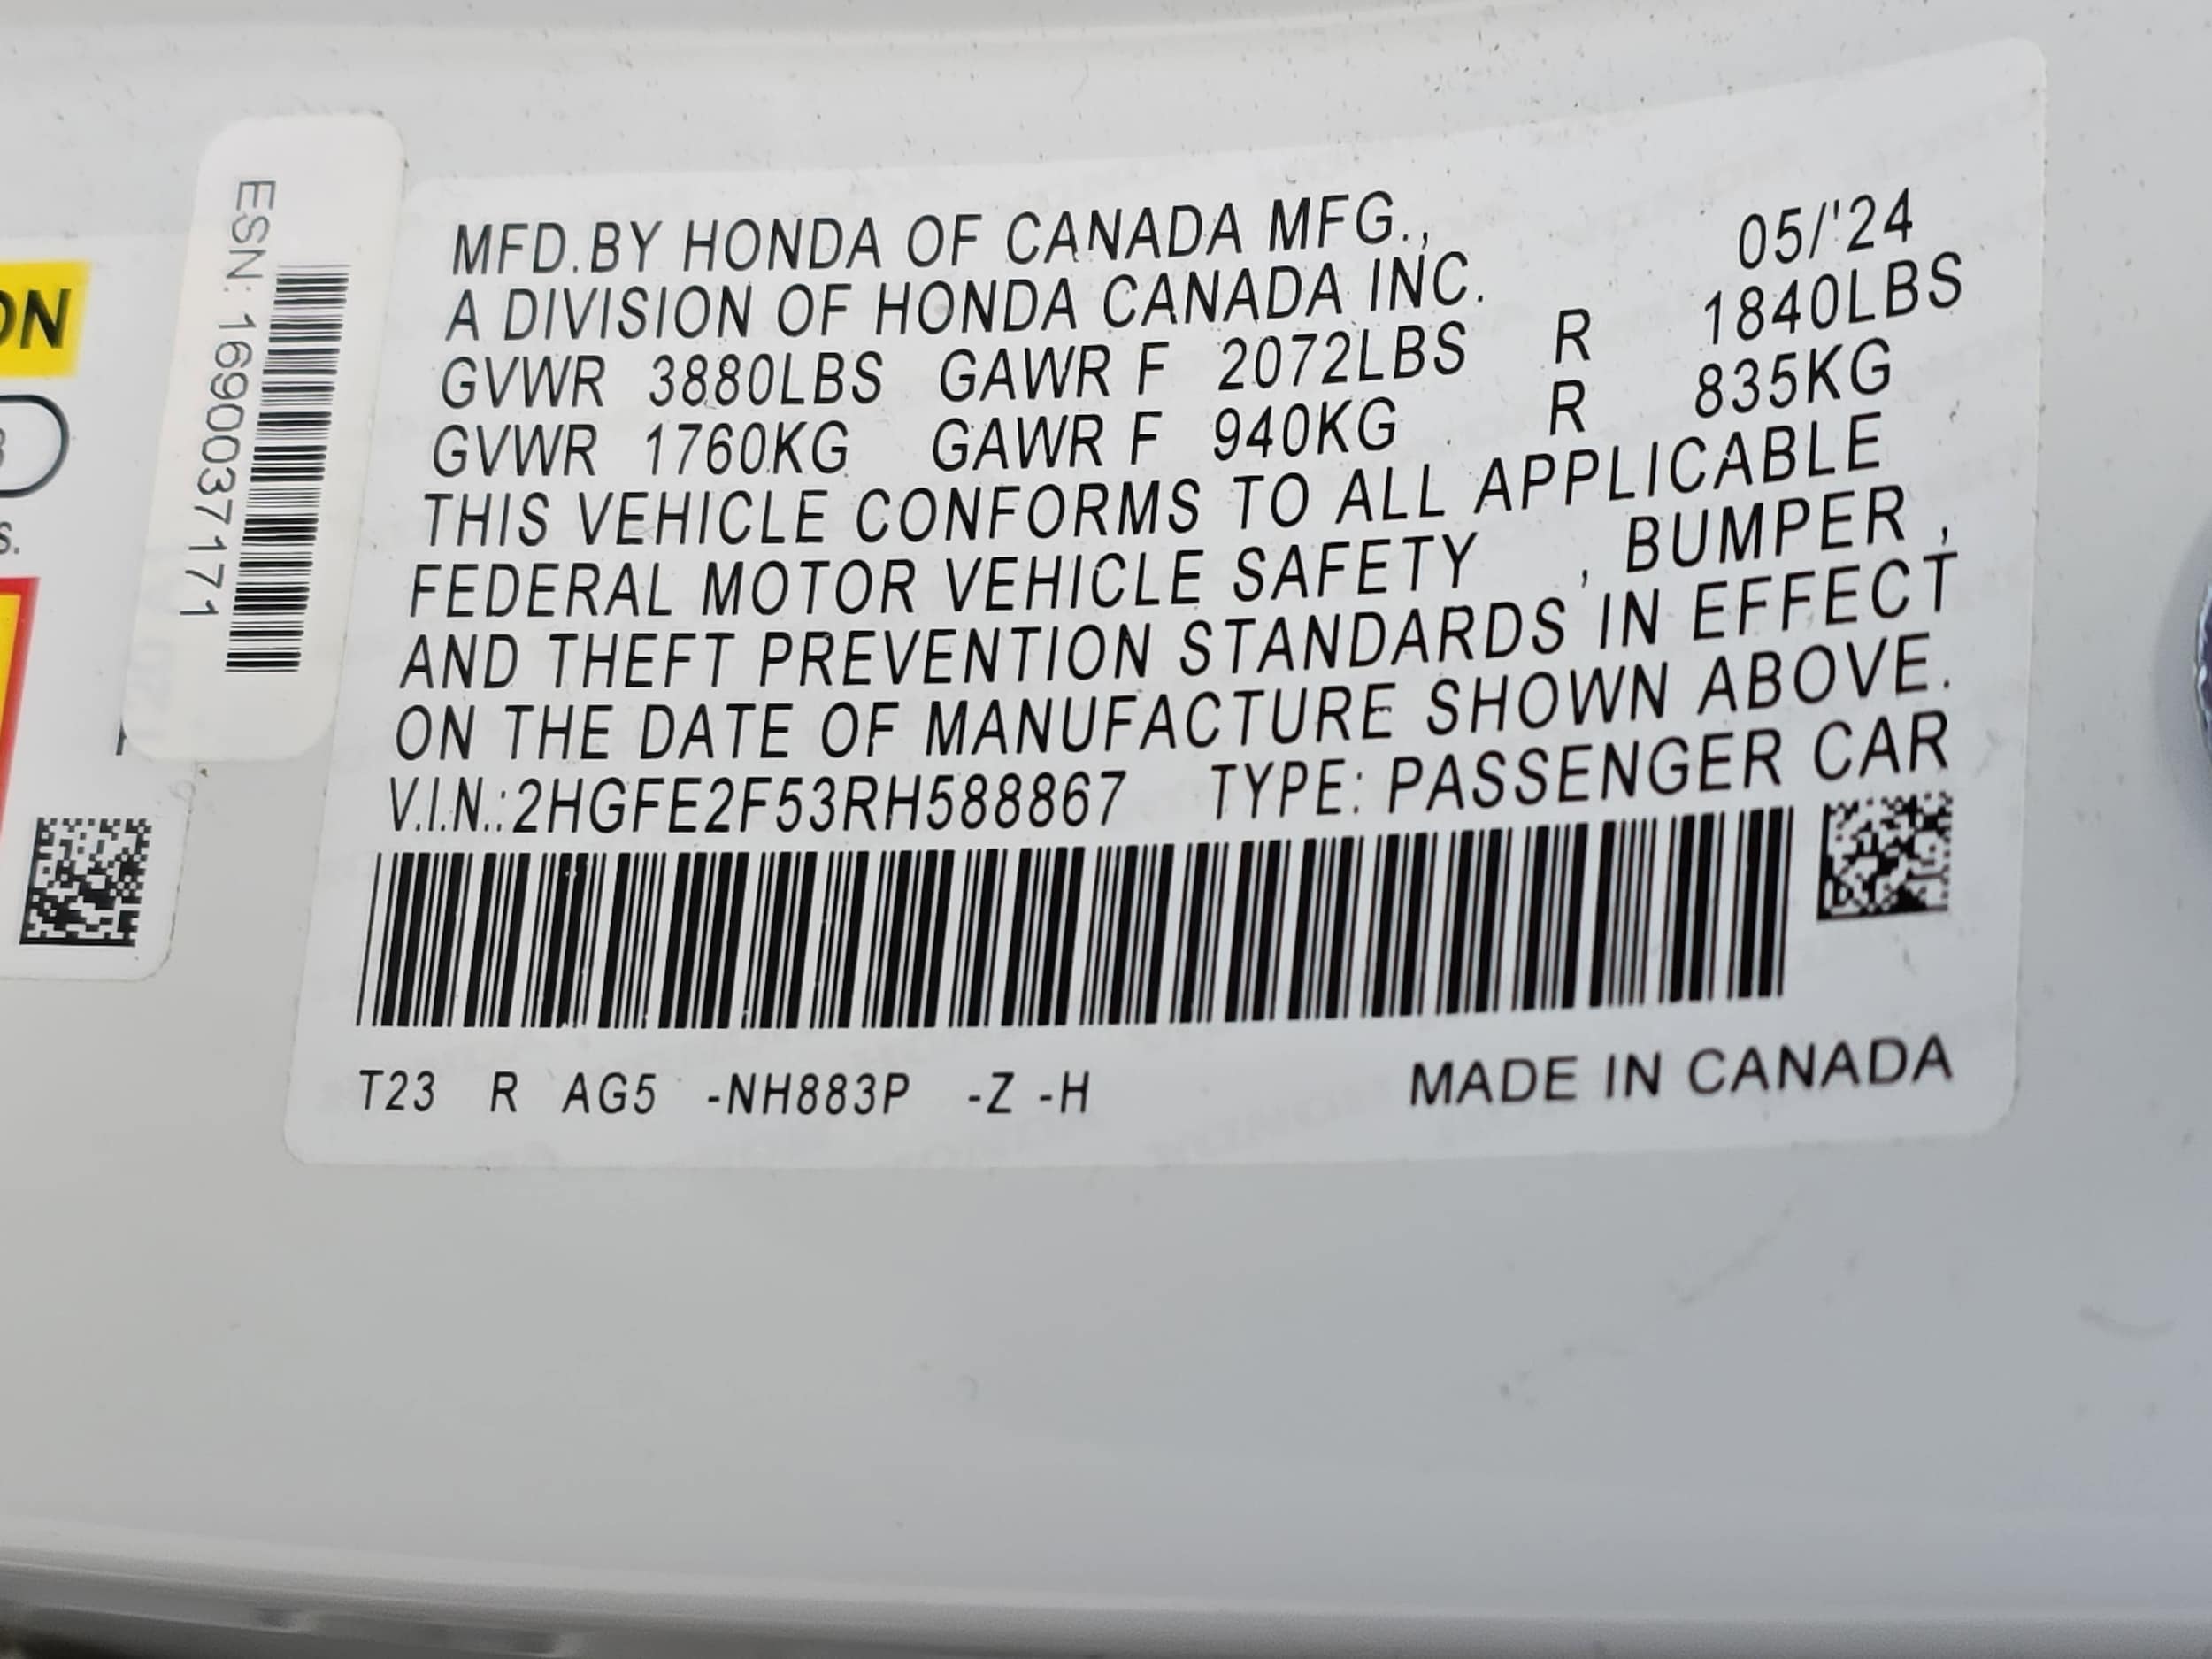 MFD.BY HONDA OF CANADA MFG., 05/'24
A DIVISION OF HONDA CANADA INC.
GVWR 3880LBS GAWR F 2072LBS R 1840LBS
GVWR 1760KG GAWR F 940KG R 835KG
THIS VEHICLE CONFORMS TO ALL APPLICABLE
FEDERAL MOTOR VEHICLE SAFETY , BUMPER ,
AND THEFT PREVENTION STANDARDS IN EFFECT
ON THE DATE OF MANUFACTURE SHOWN ABOVE.
V.I.N.:2HGFE2F53RH588867 TYPE: PASSENGER CAR
T23 R AG5 -NH883P -Z -H MADE IN CANADA
ESN: 1690037171